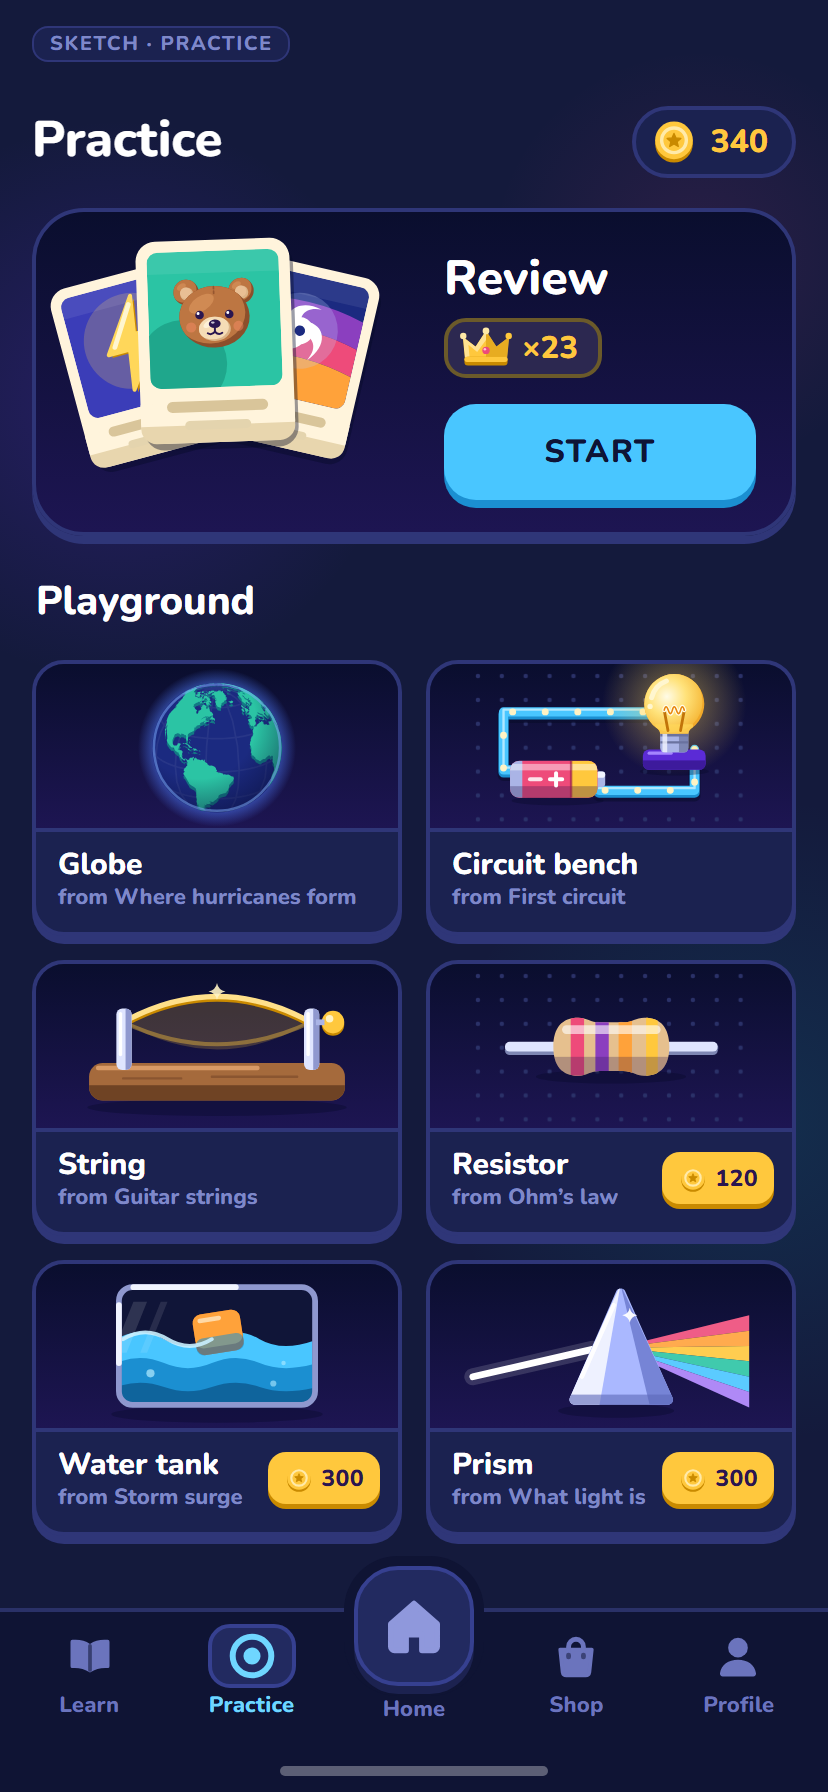 SKETCH · PRACTICE
Practice
340
Review
×23
START
Playground
Globe
from Where hurricanes form
Circuit bench
from First circuit
String
from Guitar strings
Resistor
from Ohm’s law
120
Water tank
from Storm surge
300
Prism
from What light is
300
Learn
Practice
Home
Shop
Profile